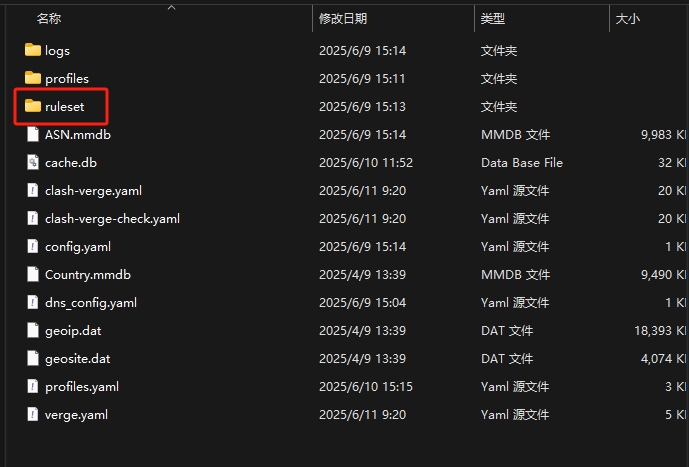 名称 修改日期 类型 大小
logs 2025/6/9 15:14 文件夹
profiles 2025/6/9 15:11 文件夹
ruleset 2025/6/9 15:13 文件夹
ASN.mmdb 2025/6/9 15:14 MMDB 文件 9,983 K
cache.db 2025/6/10 11:52 Data Base File 32 K
clash-verge.yaml 2025/6/11 9:20 Yaml 源文件 20 K
clash-verge-check.yaml 2025/6/11 9:20 Yaml 源文件 20 K
config.yaml 2025/6/9 15:14 Yaml 源文件 1 K
Country.mmdb 2025/4/9 13:39 MMDB 文件 9,490 K
dns_config.yaml 2025/6/9 15:04 Yaml 源文件 1 K
geoip.dat 2025/4/9 13:39 DAT 文件 18,393 K
geosite.dat 2025/4/9 13:39 DAT 文件 4,074 K
profiles.yaml 2025/6/10 15:15 Yaml 源文件 3 K
verge.yaml 2025/6/11 9:20 Yaml 源文件 5 K